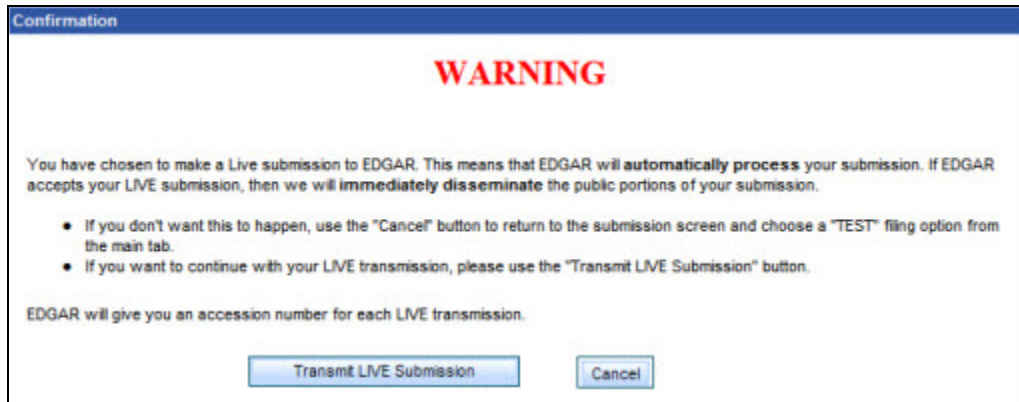 Confirmation
WARNING
You have chosen to make a Live submission to EDGAR. This means that EDGAR will automatically process your submission. If EDGAR
accepts your LIVE submission, then we will immediately disseminate the public portions of your submission.
• If you don't want this to happen, use the "Cancel" button to return to the submission screen and choose a "TEST" filing option from
the main tab.
• If you want to continue with your LIVE transmission, please use the "Transmit LIVE Submission" button.
EDGAR will give you an accession number for each LIVE transmission.
Transmit LIVE Submission Cancel